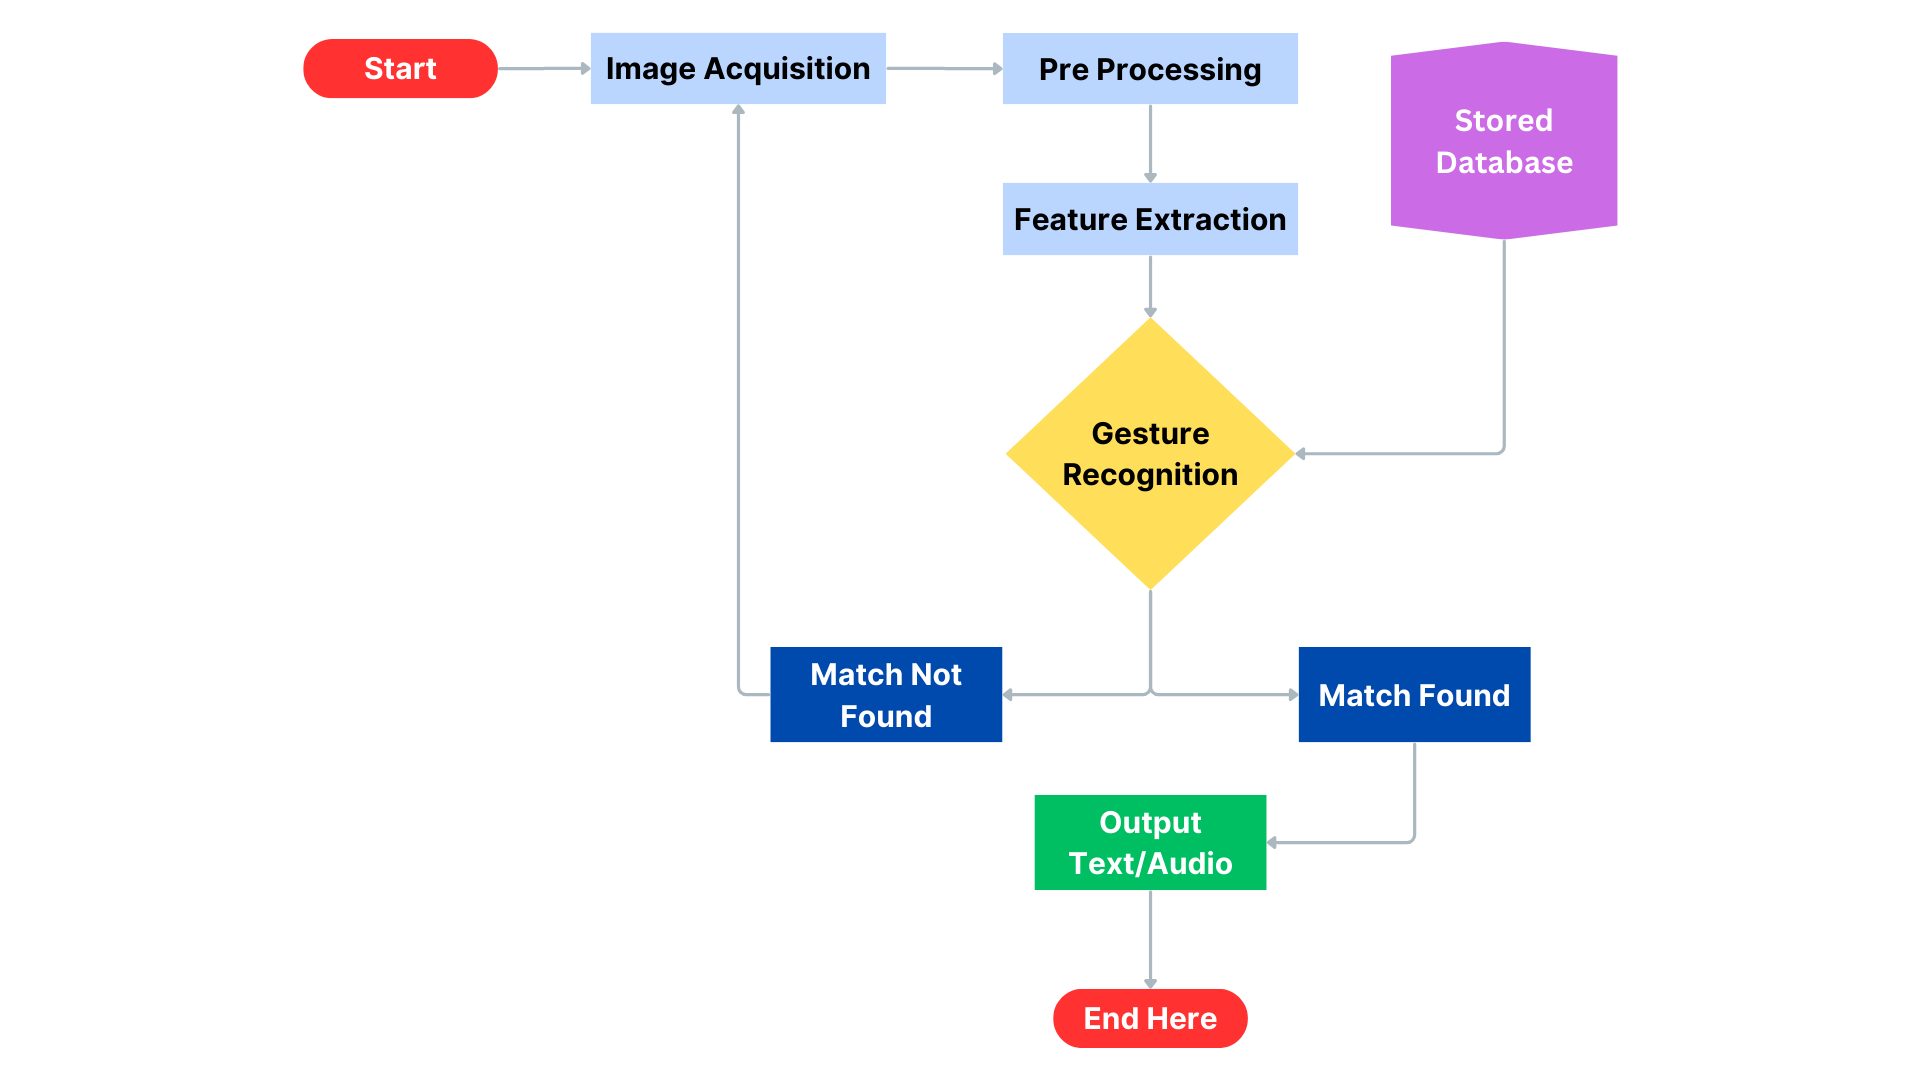 Start
Image Acquisition
Pre Processing
Stored
Database
Feature Extraction
Gesture
Recognition
Match Not
Found
Match Found
Output
Text/Audio
End Here